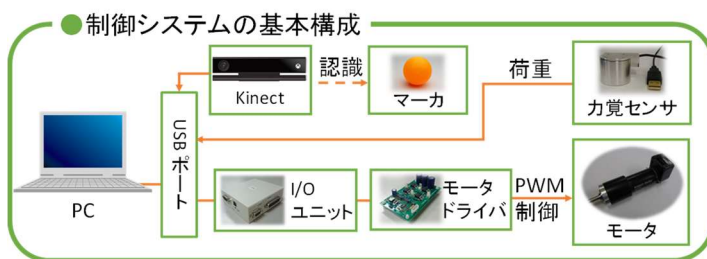 ●制御システムの基本構成
Kinect
認識
マーカ
荷重
力覚センサ
PC
USBポート
I/O
ユニット
モータ
ドライバ
PWM
制御
モータ